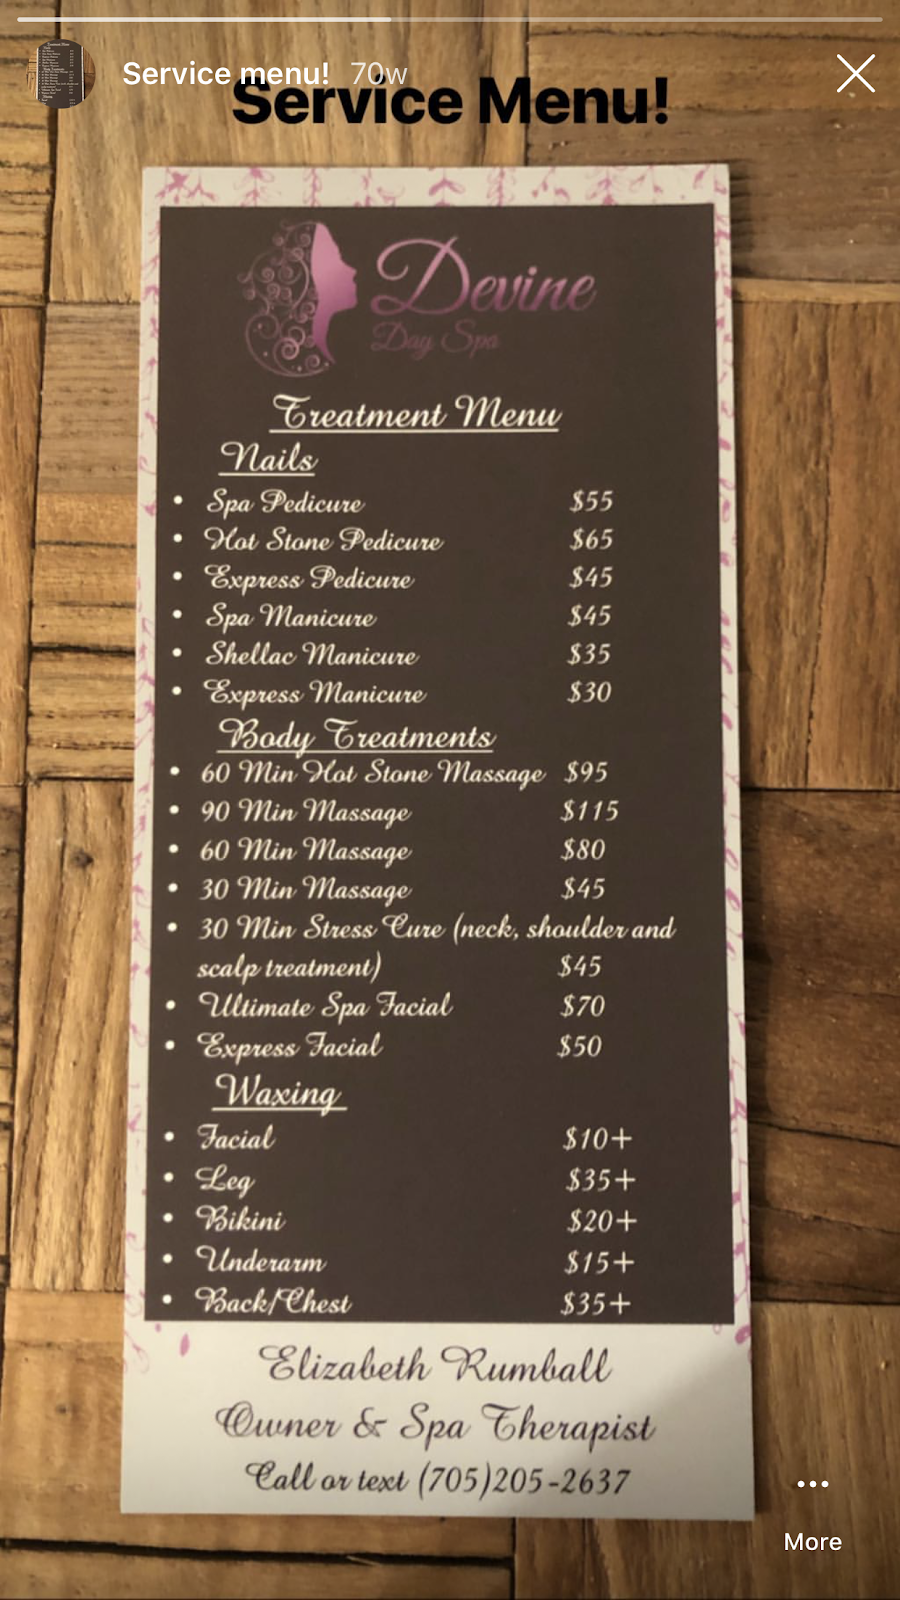 Service menu! 70w
Service Menu!
Devine
Day Spa
Treatment Menu
Nails
• Spa Pedicure $55
• Hot Stone Pedicure $65
• Express Pedicure $45
• Spa Manicure $45
• Shellac Manicure $35
• Express Manicure $30
Body Treatments
• 60 Min Hot Stone Massage $95
• 90 Min Massage $115
• 60 Min Massage $80
• 30 Min Massage $45
• 30 Min Stress Cure (neck, shoulder and
scalp treatment) $45
• Ultimate Spa Facial $70
• Express Facial $50
Waxing
• Facial $10+
• Leg $35+
• Bikini $20+
• Underarm $15+
• Back/Chest $35+
Elizabeth Rumball
Owner & Spa Therapist
Call or text (705)205-2637
More